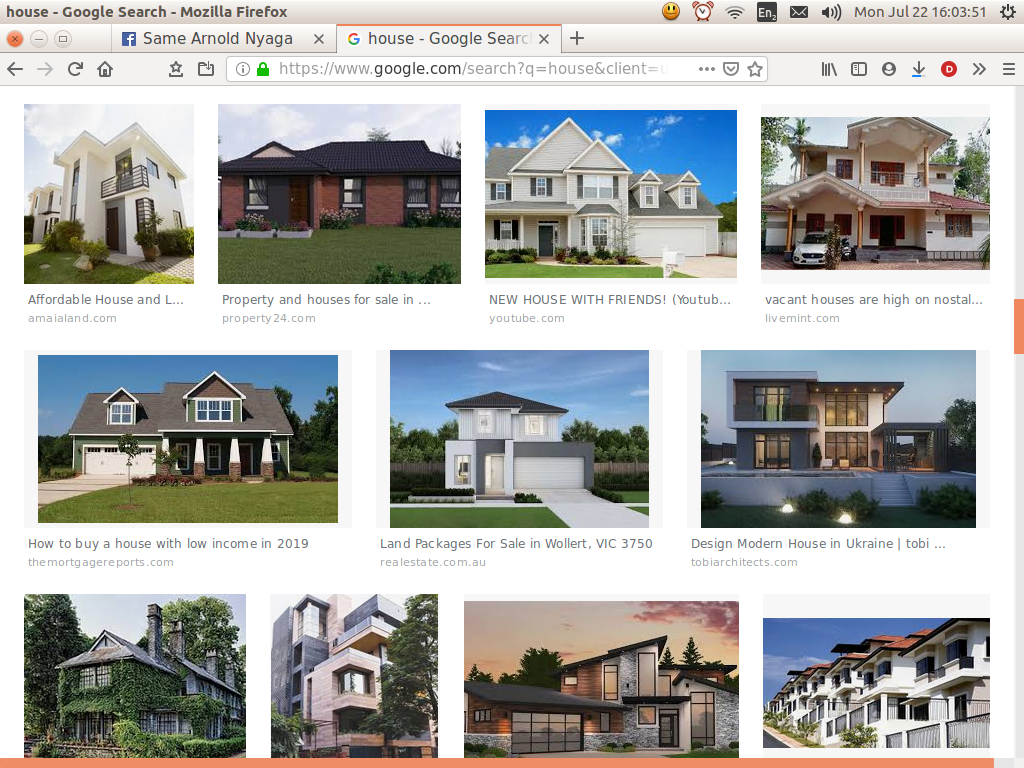 house - Google Search - Mozilla Firefox
En2
Mon Jul 22 16:03:51
Same Arnold Nyaga
house - Google Searc
https://www.google.com/search?q=house&client=u
D
Affordable House and L...
amaialand.com
Property and houses for sale in ...
property24.com
NEW HOUSE WITH FRIENDS! (Youtub...
youtube.com
vacant houses are high on nostal...
livemint.com
How to buy a house with low income in 2019
themortgagereports.com
Land Packages For Sale in Wollert, VIC 3750
realestate.com.au
Design Modern House in Ukraine | tobi ...
tobiarchitects.com